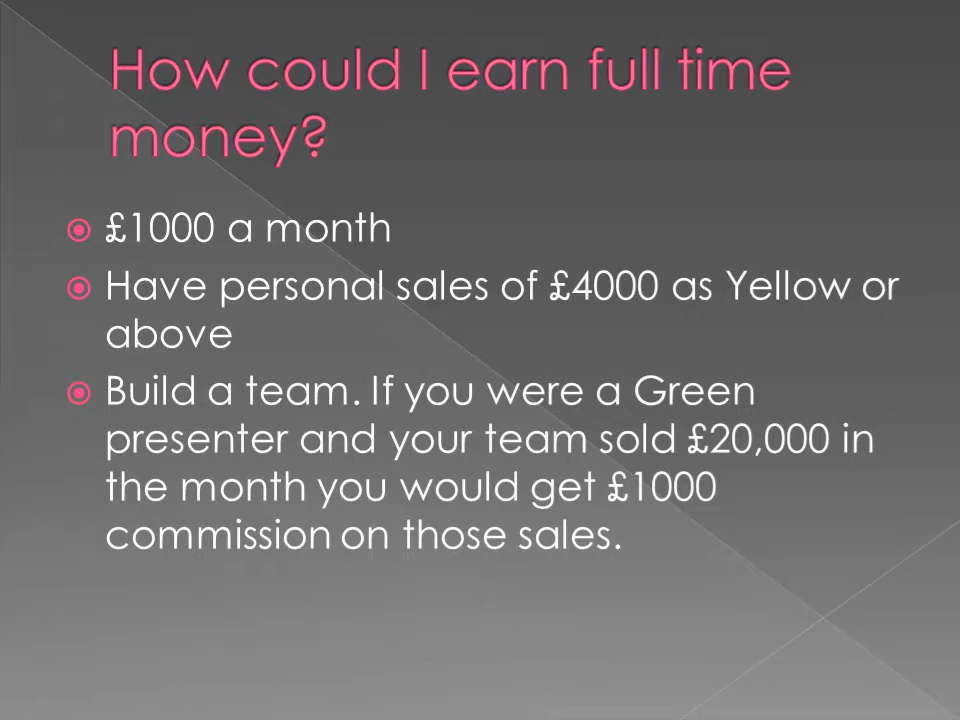 How could I earn full time
money?
£1000 a month
Have personal sales of £4000 as Yellow or
above
Build a team. If you were a Green
presenter and your team sold £20,000 in
the month you would get £1000
commission on those sales.